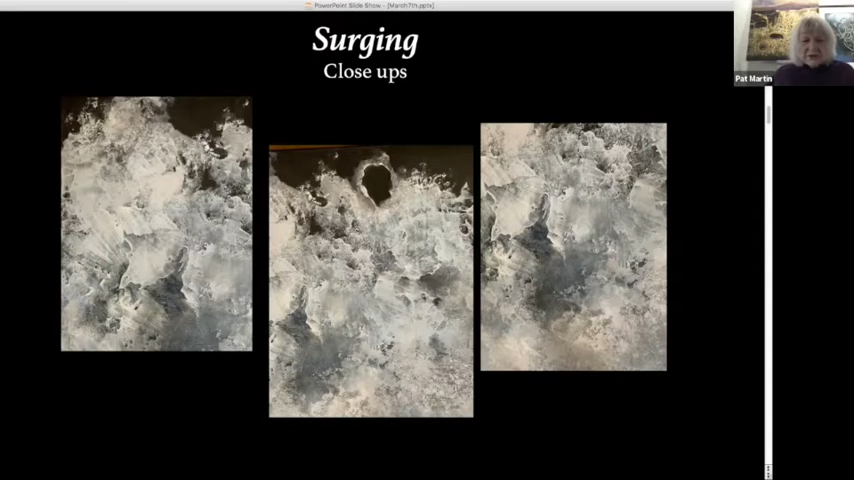 PowerPoint Slide Show - [March7th.pptx]
Surging
Close ups
Pat Martin